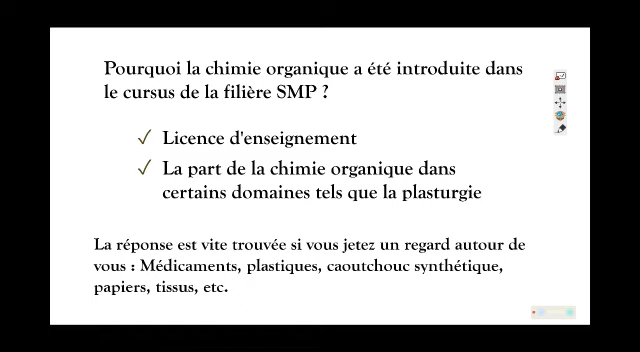 Pourquoi la chimie organique a été introduite dans
le cursus de la filière SMP ?
✓ Licence d'enseignement
✓ La part de la chimie organique dans
certains domaines tels que la plasturgie
La réponse est vite trouvée si vous jetez un regard autour de
vous : Médicaments, plastiques, caoutchouc synthétique,
papiers, tissus, etc.